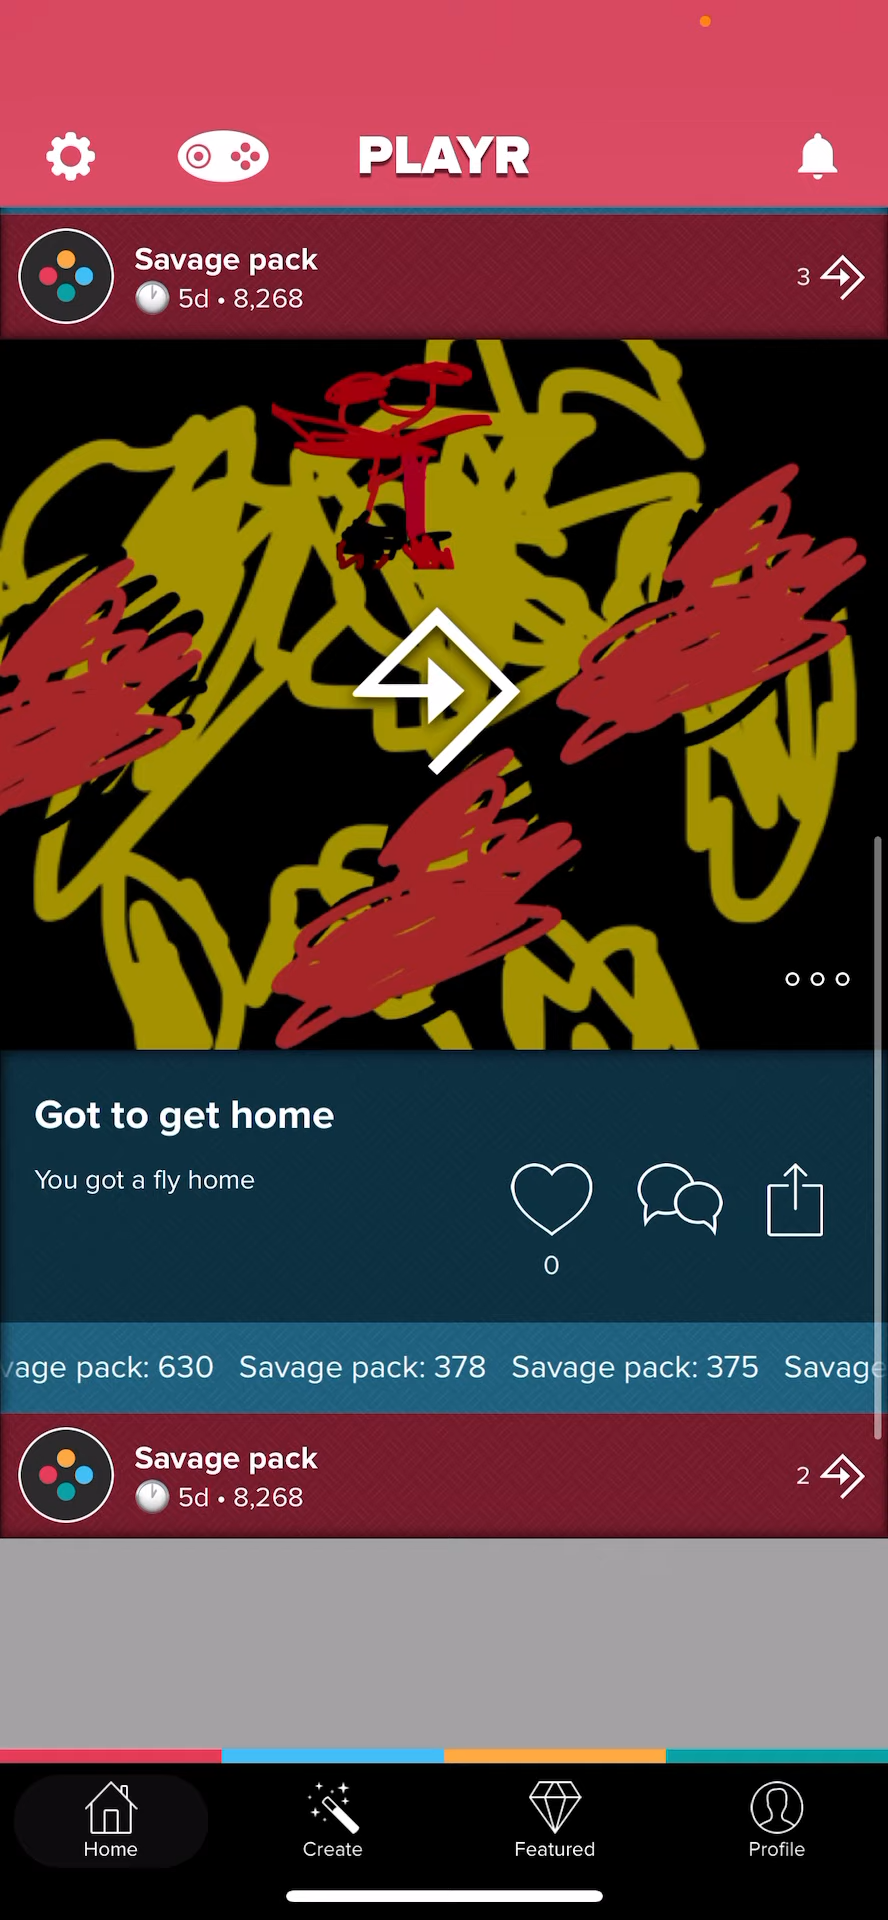 PLAYR
Savage pack
5d • 8,268
3
Got to get home
You got a fly home
0
vage pack: 630 Savage pack: 378 Savage pack: 375 Savage
Savage pack
5d • 8,268
2
Home
Create
Featured
Profile